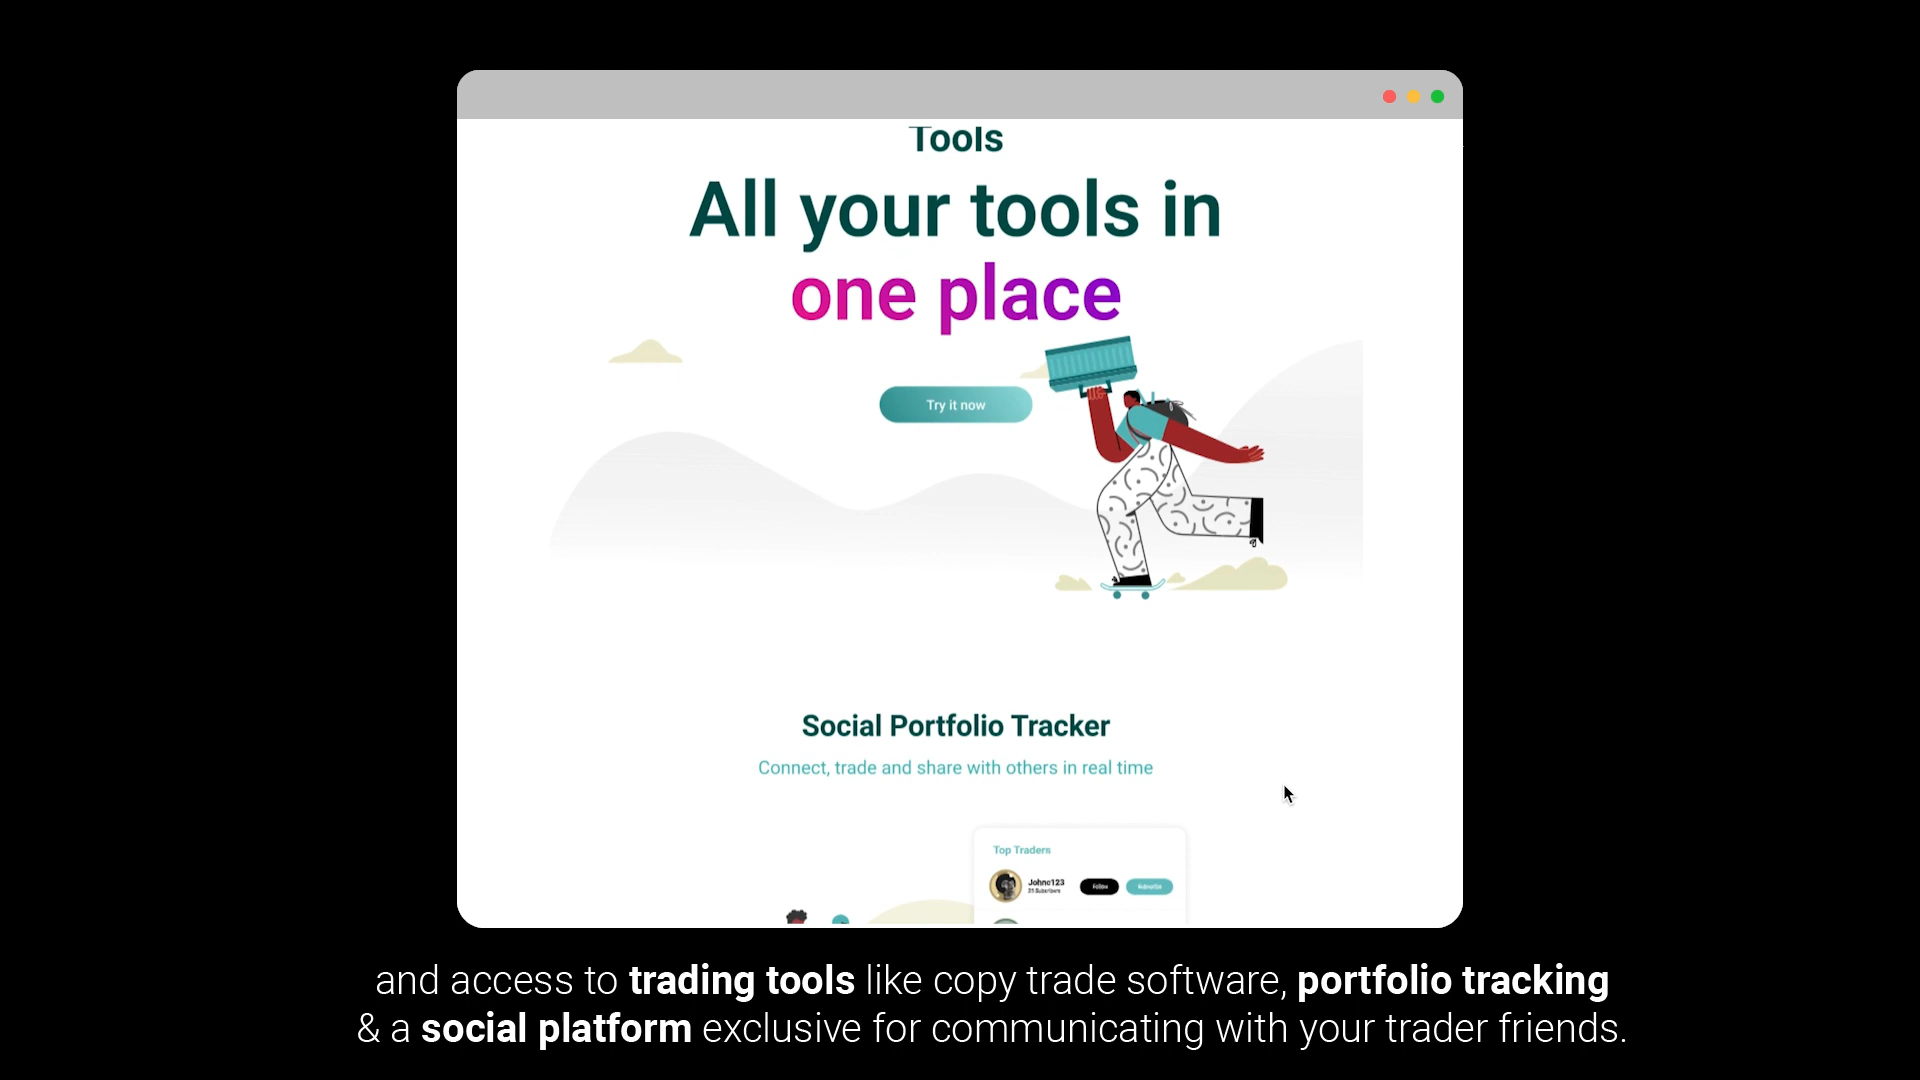 Tools
All your tools in
one place
Try it now
Social Portfolio Tracker
Connect, trade and share with others in real time
Top Traders
Johnc123
Follow
Subscribe
and access to trading tools like copy trade software, portfolio tracking
& a social platform exclusive for communicating with your trader friends.